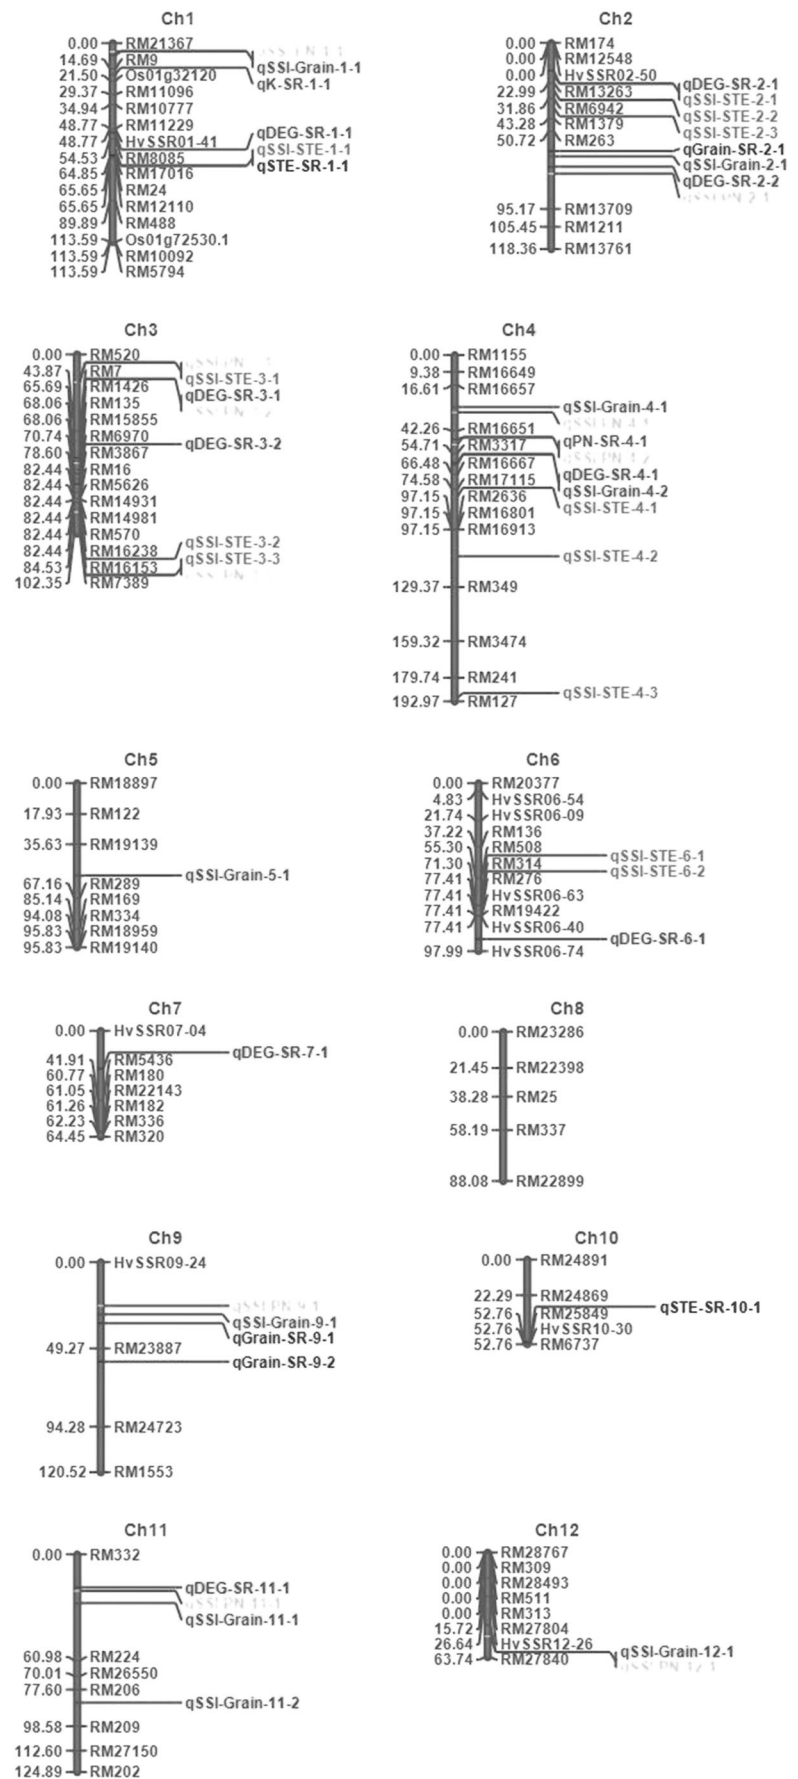 Ch1
0.00 RM21367
14.69 RM9
21.50 Os01g32120
29.37 RM11096
34.94 RM10777
48.77 RM11229
48.77 HvSSR01-41
54.53 RM8085
64.85 RM17016
65.65 RM24
65.65 RM12110
89.89 RM488
113.59 Os01g72530.1
113.59 RM10092
113.59 RM5794
qSSI-Grain-1-1
qK-SR-1-1
qDEG-SR-1-1
qSSI-STE-1-1
qSTE-SR-1-1
Ch2
0.00 RM174
0.00 RM12548
0.00 HvSSR02-50
22.99 RM13263
31.86 RM6942
43.28 RM1379
50.72 RM263
95.17 RM13709
105.45 RM1211
118.36 RM13761
qDEG-SR-2-1
qSSI-STE-2-1
qSSI-STE-2-2
qSSI-STE-2-3
qGrain-SR-2-1
qSSI-Grain-2-1
qDEG-SR-2-2
qSSI-PN-2-1
Ch3
0.00 RM520
43.87 RM7
65.69 RM1426
68.06 RM135
68.06 RM15855
70.74 RM6970
78.60 RM3867
82.44 RM16
82.44 RM5626
82.44 RM14931
82.44 RM14981
82.44 RM570
82.44 RM16238
84.53 RM16153
102.35 RM7389
qSSI-STE-3-1
qDEG-SR-3-1
qDEG-SR-3-2
qSSI-STE-3-2
qSSI-STE-3-3
Ch4
0.00 RM1155
9.38 RM16649
16.61 RM16657
42.26 RM16651
54.71 RM3317
66.48 RM16667
74.58 RM17115
97.15 RM2636
97.15 RM16801
97.15 RM16913
129.37 RM349
159.32 RM3474
179.74 RM241
192.97 RM127
qSSI-Grain-4-1
qPN-SR-4-1
qSSI-PN-4-2
qDEG-SR-4-1
qSSI-Grain-4-2
qSSI-STE-4-1
qSSI-STE-4-2
qSSI-STE-4-3
Ch5
0.00 RM18897
17.93 RM122
35.63 RM19139
67.16 RM289
85.14 RM169
94.08 RM334
95.83 RM18959
95.83 RM19140
qSSI-Grain-5-1
Ch6
0.00 RM20377
4.83 HvSSR06-54
21.74 HvSSR06-09
37.22 RM136
55.30 RM508
71.30 RM314
77.41 RM276
77.41 HvSSR06-63
77.41 RM19422
77.41 HvSSR06-40
97.99 HvSSR06-74
qSSI-STE-6-1
qSSI-STE-6-2
qDEG-SR-6-1
Ch7
0.00 HvSSR07-04
41.91 RM5436
60.77 RM180
61.05 RM22143
61.26 RM182
62.23 RM336
64.45 RM320
qDEG-SR-7-1
Ch8
0.00 RM23286
21.45 RM22398
38.28 RM25
58.19 RM337
88.08 RM22899
Ch9
0.00 HvSSR09-24
49.27 RM23887
94.28 RM24723
120.52 RM1553
qSSI-PN-9-1
qSSI-Grain-9-1
qGrain-SR-9-1
qGrain-SR-9-2
Ch10
0.00 RM24891
22.29 RM24869
52.76 RM25849
52.76 HvSSR10-30
52.76 RM6737
qSTE-SR-10-1
Ch11
0.00 RM332
60.98 RM224
70.01 RM26550
77.60 RM206
98.58 RM209
112.60 RM27150
124.89 RM202
qDEG-SR-11-1
qSSI-PN-11-1
qSSI-Grain-11-1
qSSI-Grain-11-2
Ch12
0.00 RM28767
0.00 RM309
0.00 RM28493
0.00 RM511
0.00 RM313
15.72 RM27804
26.64 HvSSR12-26
63.74 RM27840
qSSI-Grain-12-1
qSSI-PN-12-1